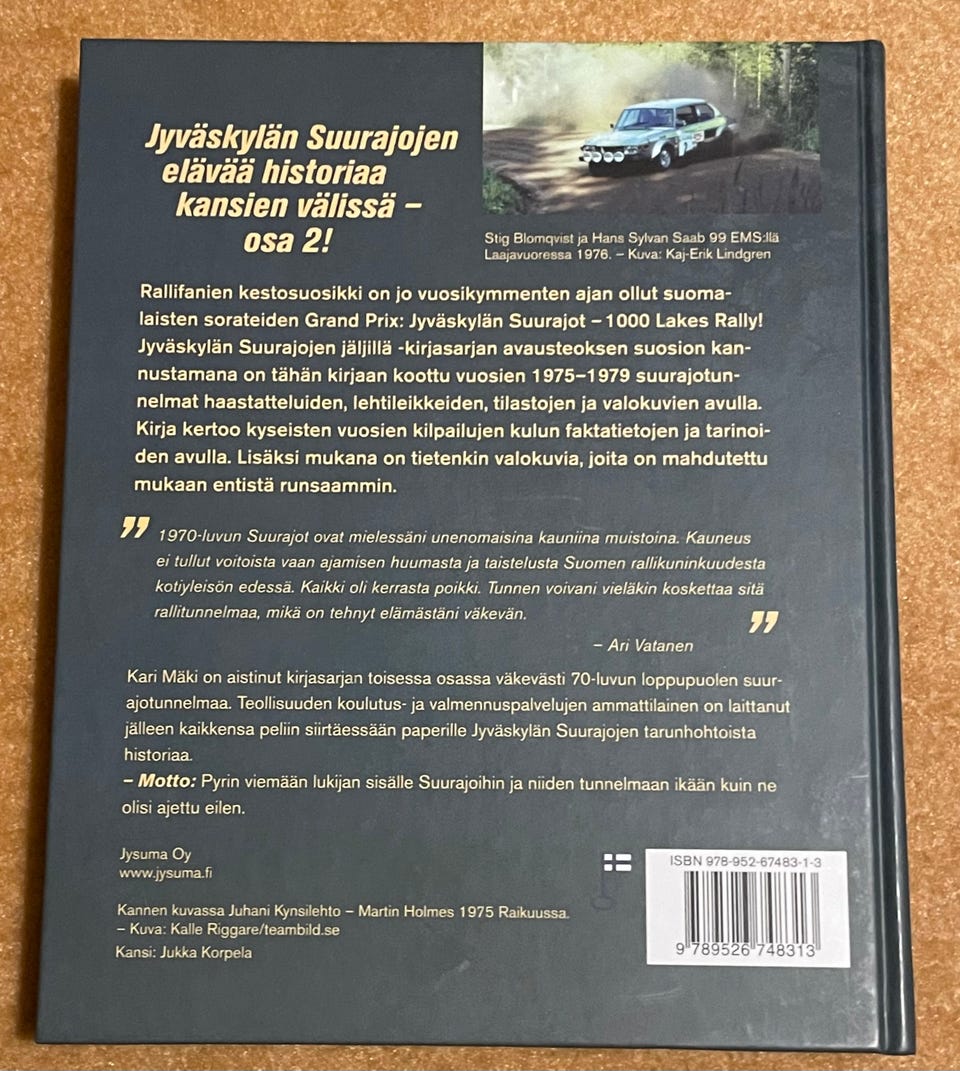 Jyväskylän Suurajojen
elävää historiaa
kansien välissä –
osa 2!
Stig Blomqvist ja Hans Sylvan Saab 99 EMS:llä
Laajavuoressa 1976. – Kuva: Kaj-Erik Lindgren
Rallifanien kestosuosikki on jo vuosikymmenten ajan ollut suoma-
laisten sorateiden Grand Prix: Jyväskylän Suurajot – 1000 Lakes Rally!
Jyväskylän Suurajojen jäljillä -kirjasarjan avausteoksen suosion kan-
nustamana on tähän kirjaan koottu vuosien 1975–1979 suurajotun-
nelmat haastatteluiden, lehtileikkeiden, tilastojen ja valokuvien avulla.
Kirja kertoo kyseisten vuosien kilpailujen kulun faktatietojen ja tarinoi-
den avulla. Lisäksi mukana on tietenkin valokuvia, joita on mahdutettu
mukaan entistä runsaammin.
" 1970-luvun Suurajot ovat mielessäni unenomaisina kauniina muistoina. Kauneus
ei tullut voitoista vaan ajamisen huumasta ja taistelusta Suomen rallikuninkuudesta
kotiyleisön edessä. Kaikki oli kerrasta poikki. Tunnen voivani vieläkin koskettaa sitä
rallitunnelmaa, mikä on tehnyt elämästäni väkevän. "
– Ari Vatanen
Kari Mäki on aistinut kirjasarjan toisessa osassa väkevästi 70-luvun loppupuolen suur-
ajotunnelmaa. Teollisuuden koulutus- ja valmennuspalvelujen ammattilainen on laittanut
jälleen kaikkensa peliin siirtäessään paperille Jyväskylän Suurajojen tarunhohtoista
historiaa.
– Motto: Pyrin viemään lukijan sisälle Suurajoihin ja niiden tunnelmaan ikään kuin ne
olisi ajettu eilen.
Jysuma Oy
www.jysuma.fi
Kannen kuvassa Juhani Kynsilehto – Martin Holmes 1975 Raikuussa.
– Kuva: Kalle Riggare/teambild.se
Kansi: Jukka Korpela
ISBN 978-952-67483-1-3
9 789526 748313